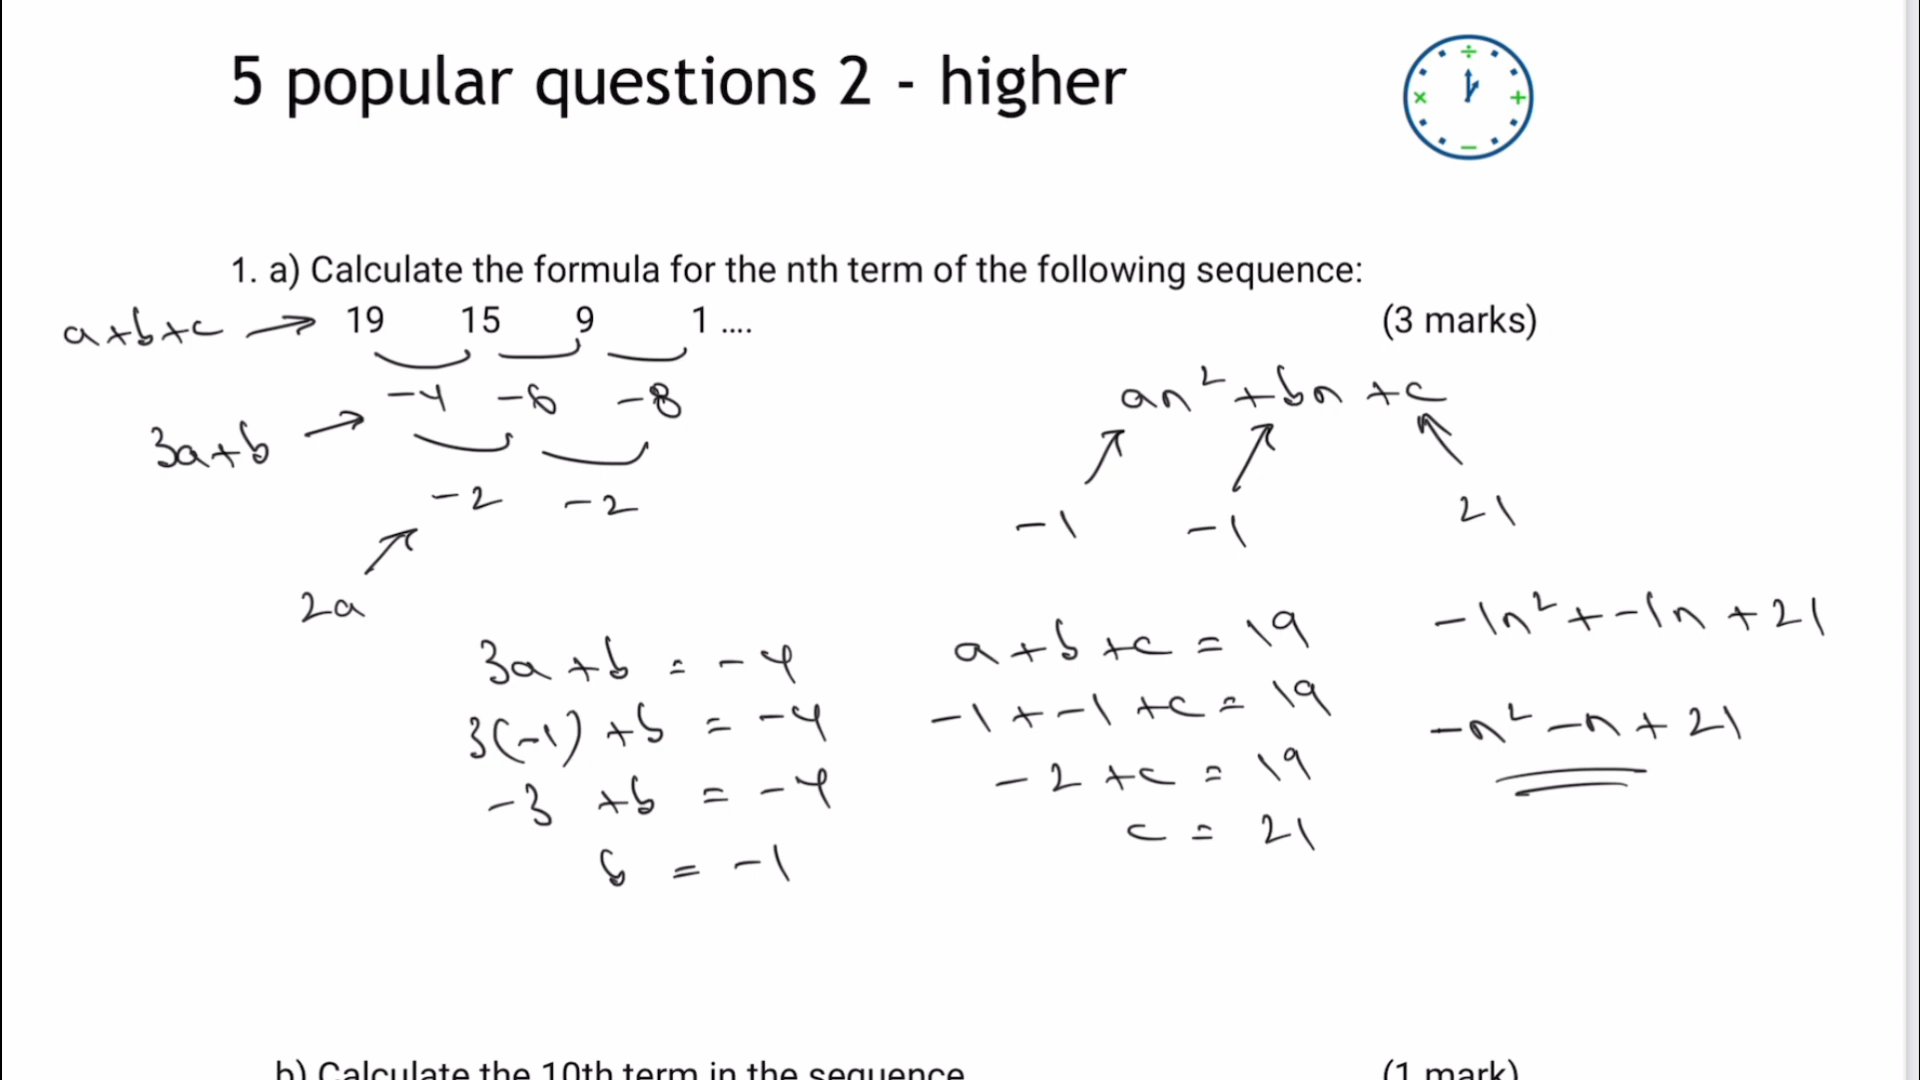 5 popular questions 2 - higher
÷ + − ×
1. a) Calculate the formula for the nth term of the following sequence:
a+b+c → 19 15 9 1 .... (3 marks)
-4 -6 -8
an² + bn + c
3a+b →
-2 -2
-1 -1 21
2a
3a + b = -4
a + b + c = 19
-1n² + -1n + 21
3(-1) + b = -4
-1 + -1 + c = 19
-n² - n + 21
-3 + b = -4
-2 + c = 19
b = -1
c = 21
b) Calculate the 10th term in the sequence (1 mark)